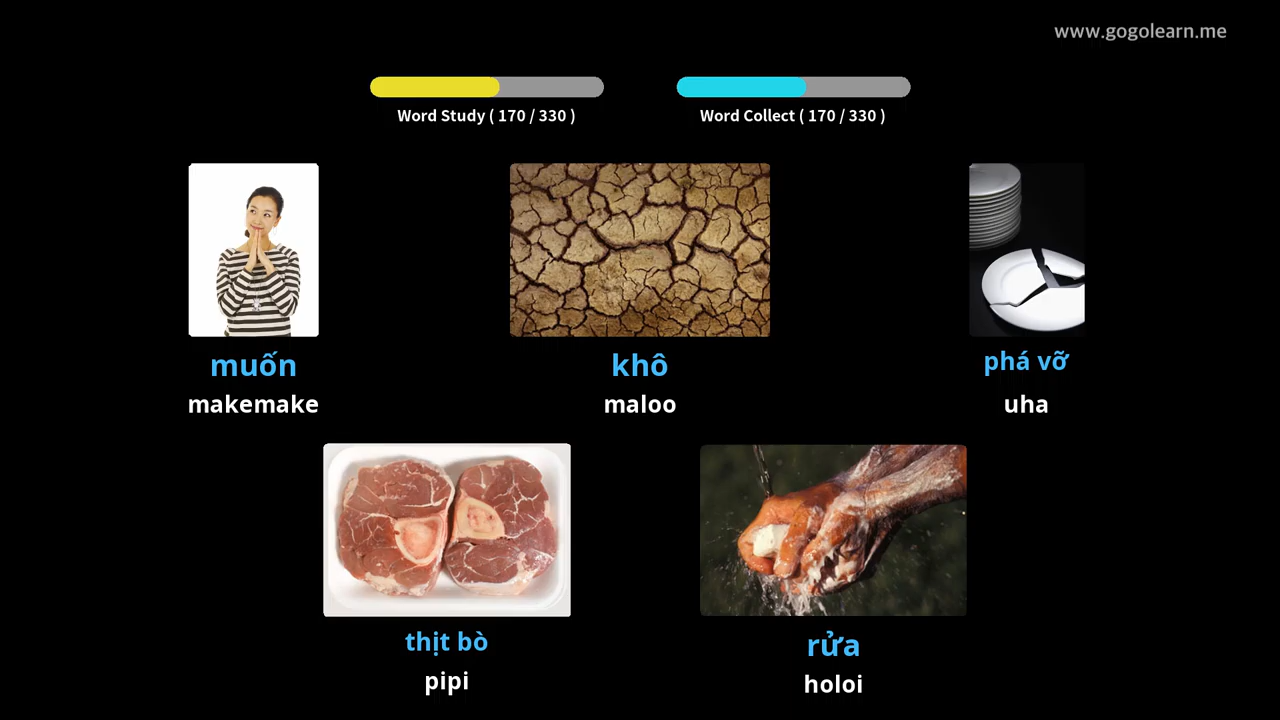 www.gogolearn.me
Word Study ( 170 / 330 )
Word Collect ( 170 / 330 )
muốn
makemake
khô
maloo
phá vỡ
uha
thịt bò
pipi
rửa
holoi